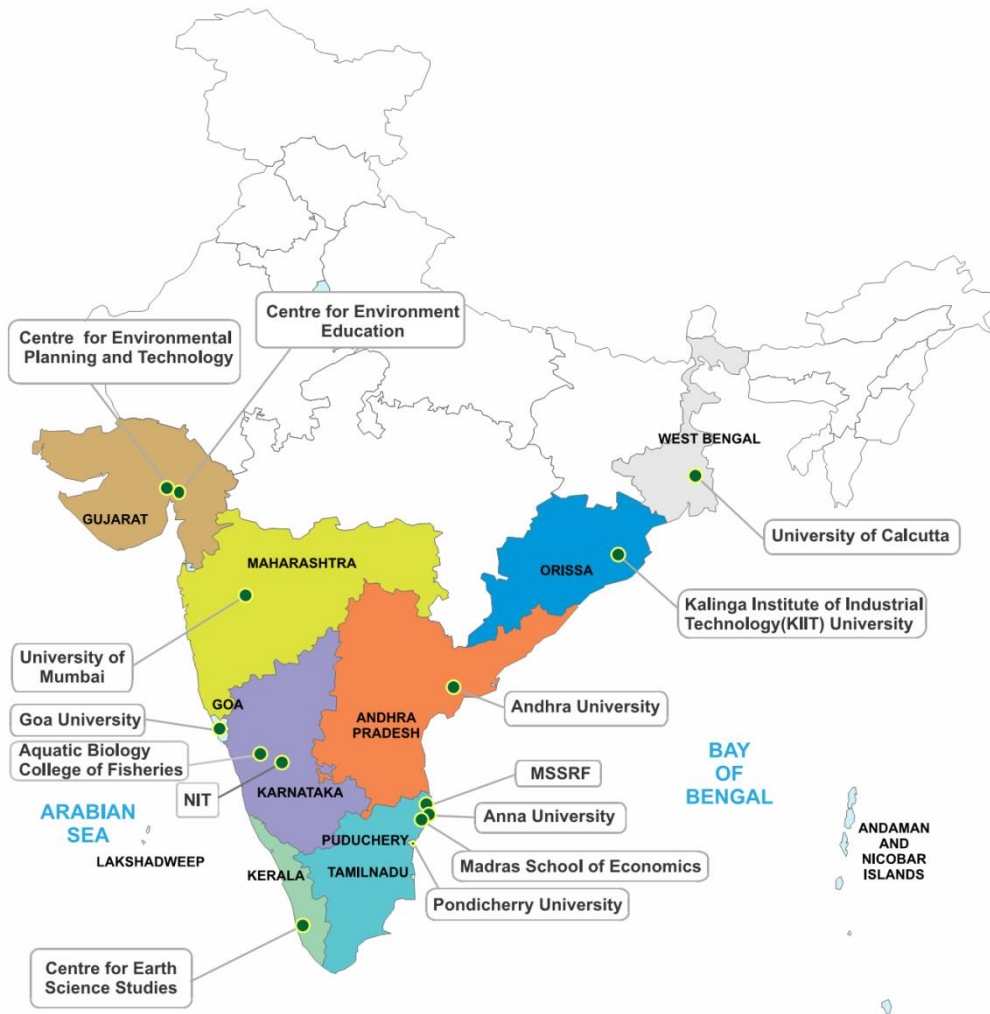 Centre for Environment
Education
Centre for Environmental
Planning and Technology
WEST BENGAL
GUJARAT
University of Calcutta
MAHARASHTRA
ORISSA
Kalinga Institute of Industrial
Technology(KIIT) University
University of
Mumbai
GOA
Andhra University
Goa University
ANDHRA
PRADESH
Aquatic Biology
College of Fisheries
BAY
OF
BENGAL
MSSRF
NIT
KARNATAKA
ARABIAN
SEA
Anna University
ANDAMAN
AND
NICOBAR
ISLANDS
PUDUCHERY
LAKSHADWEEP
Madras School of Economics
KERALA
TAMILNADU
Pondicherry University
Centre for Earth
Science Studies